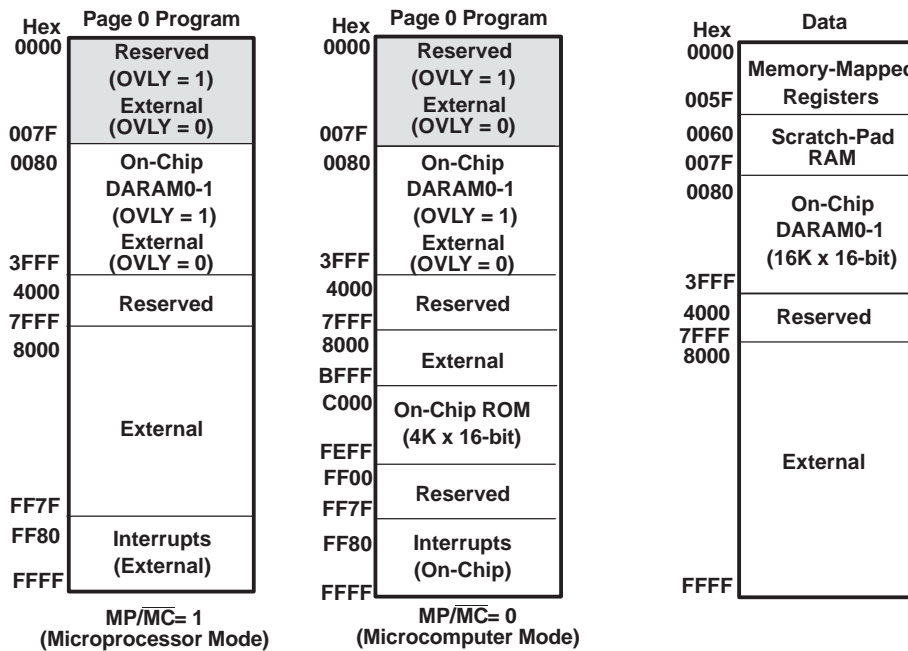 Hex
Page 0 Program
0000
Reserved
(OVLY = 1)
External
(OVLY = 0)
007F
0080
On-Chip
DARAM0-1
(OVLY = 1)
External
(OVLY = 0)
3FFF
4000
Reserved
7FFF
8000
External
FF7F
FF80
Interrupts
(External)
FFFF
MP/MC= 1
(Microprocessor Mode)
Hex
Page 0 Program
0000
Reserved
(OVLY = 1)
External
(OVLY = 0)
007F
0080
On-Chip
DARAM0-1
(OVLY = 1)
External
(OVLY = 0)
3FFF
4000
Reserved
7FFF
8000
External
BFFF
C000
On-Chip ROM
(4K x 16-bit)
FEFF
FF00
Reserved
FF7F
FF80
Interrupts
(On-Chip)
FFFF
MP/MC= 0
(Microcomputer Mode)
Hex
Data
0000
Memory-Mapped
Registers
005F
0060
Scratch-Pad
RAM
007F
0080
On-Chip
DARAM0-1
(16K x 16-bit)
3FFF
4000
Reserved
7FFF
8000
External
FFFF